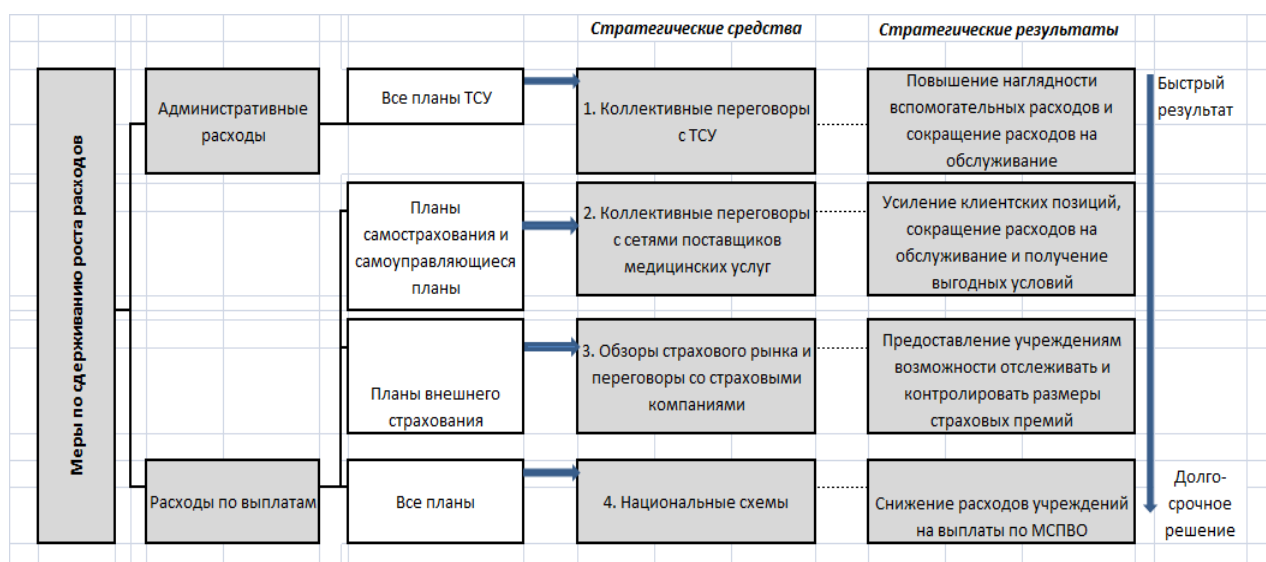 Стратегические средства
Стратегические результаты
Меры по сдерживанию роста расходов
Административные
расходы
Все планы ТСУ
1. Коллективные переговоры
с ТСУ
Повышение наглядности
вспомогательных расходов и
сокращение расходов на
обслуживание
Быстрый
результат
Планы
самострахования и
самоуправляющиеся
планы
2. Коллективные переговоры
с сетями поставщиков
медицинских услуг
Усиление клиентских позиций,
сокращение расходов на
обслуживание и получение
выгодных условий
Планы внешнего
страхования
3. Обзоры страхового рынка и
переговоры со страховыми
компаниями
Предоставление учреждениям
возможности отслеживать и
контролировать размеры
страховых премий
Расходы по выплатам
Все планы
4. Национальные схемы
Снижение расходов учреждений
на выплаты по МСПВО
Долго-
срочное
решение